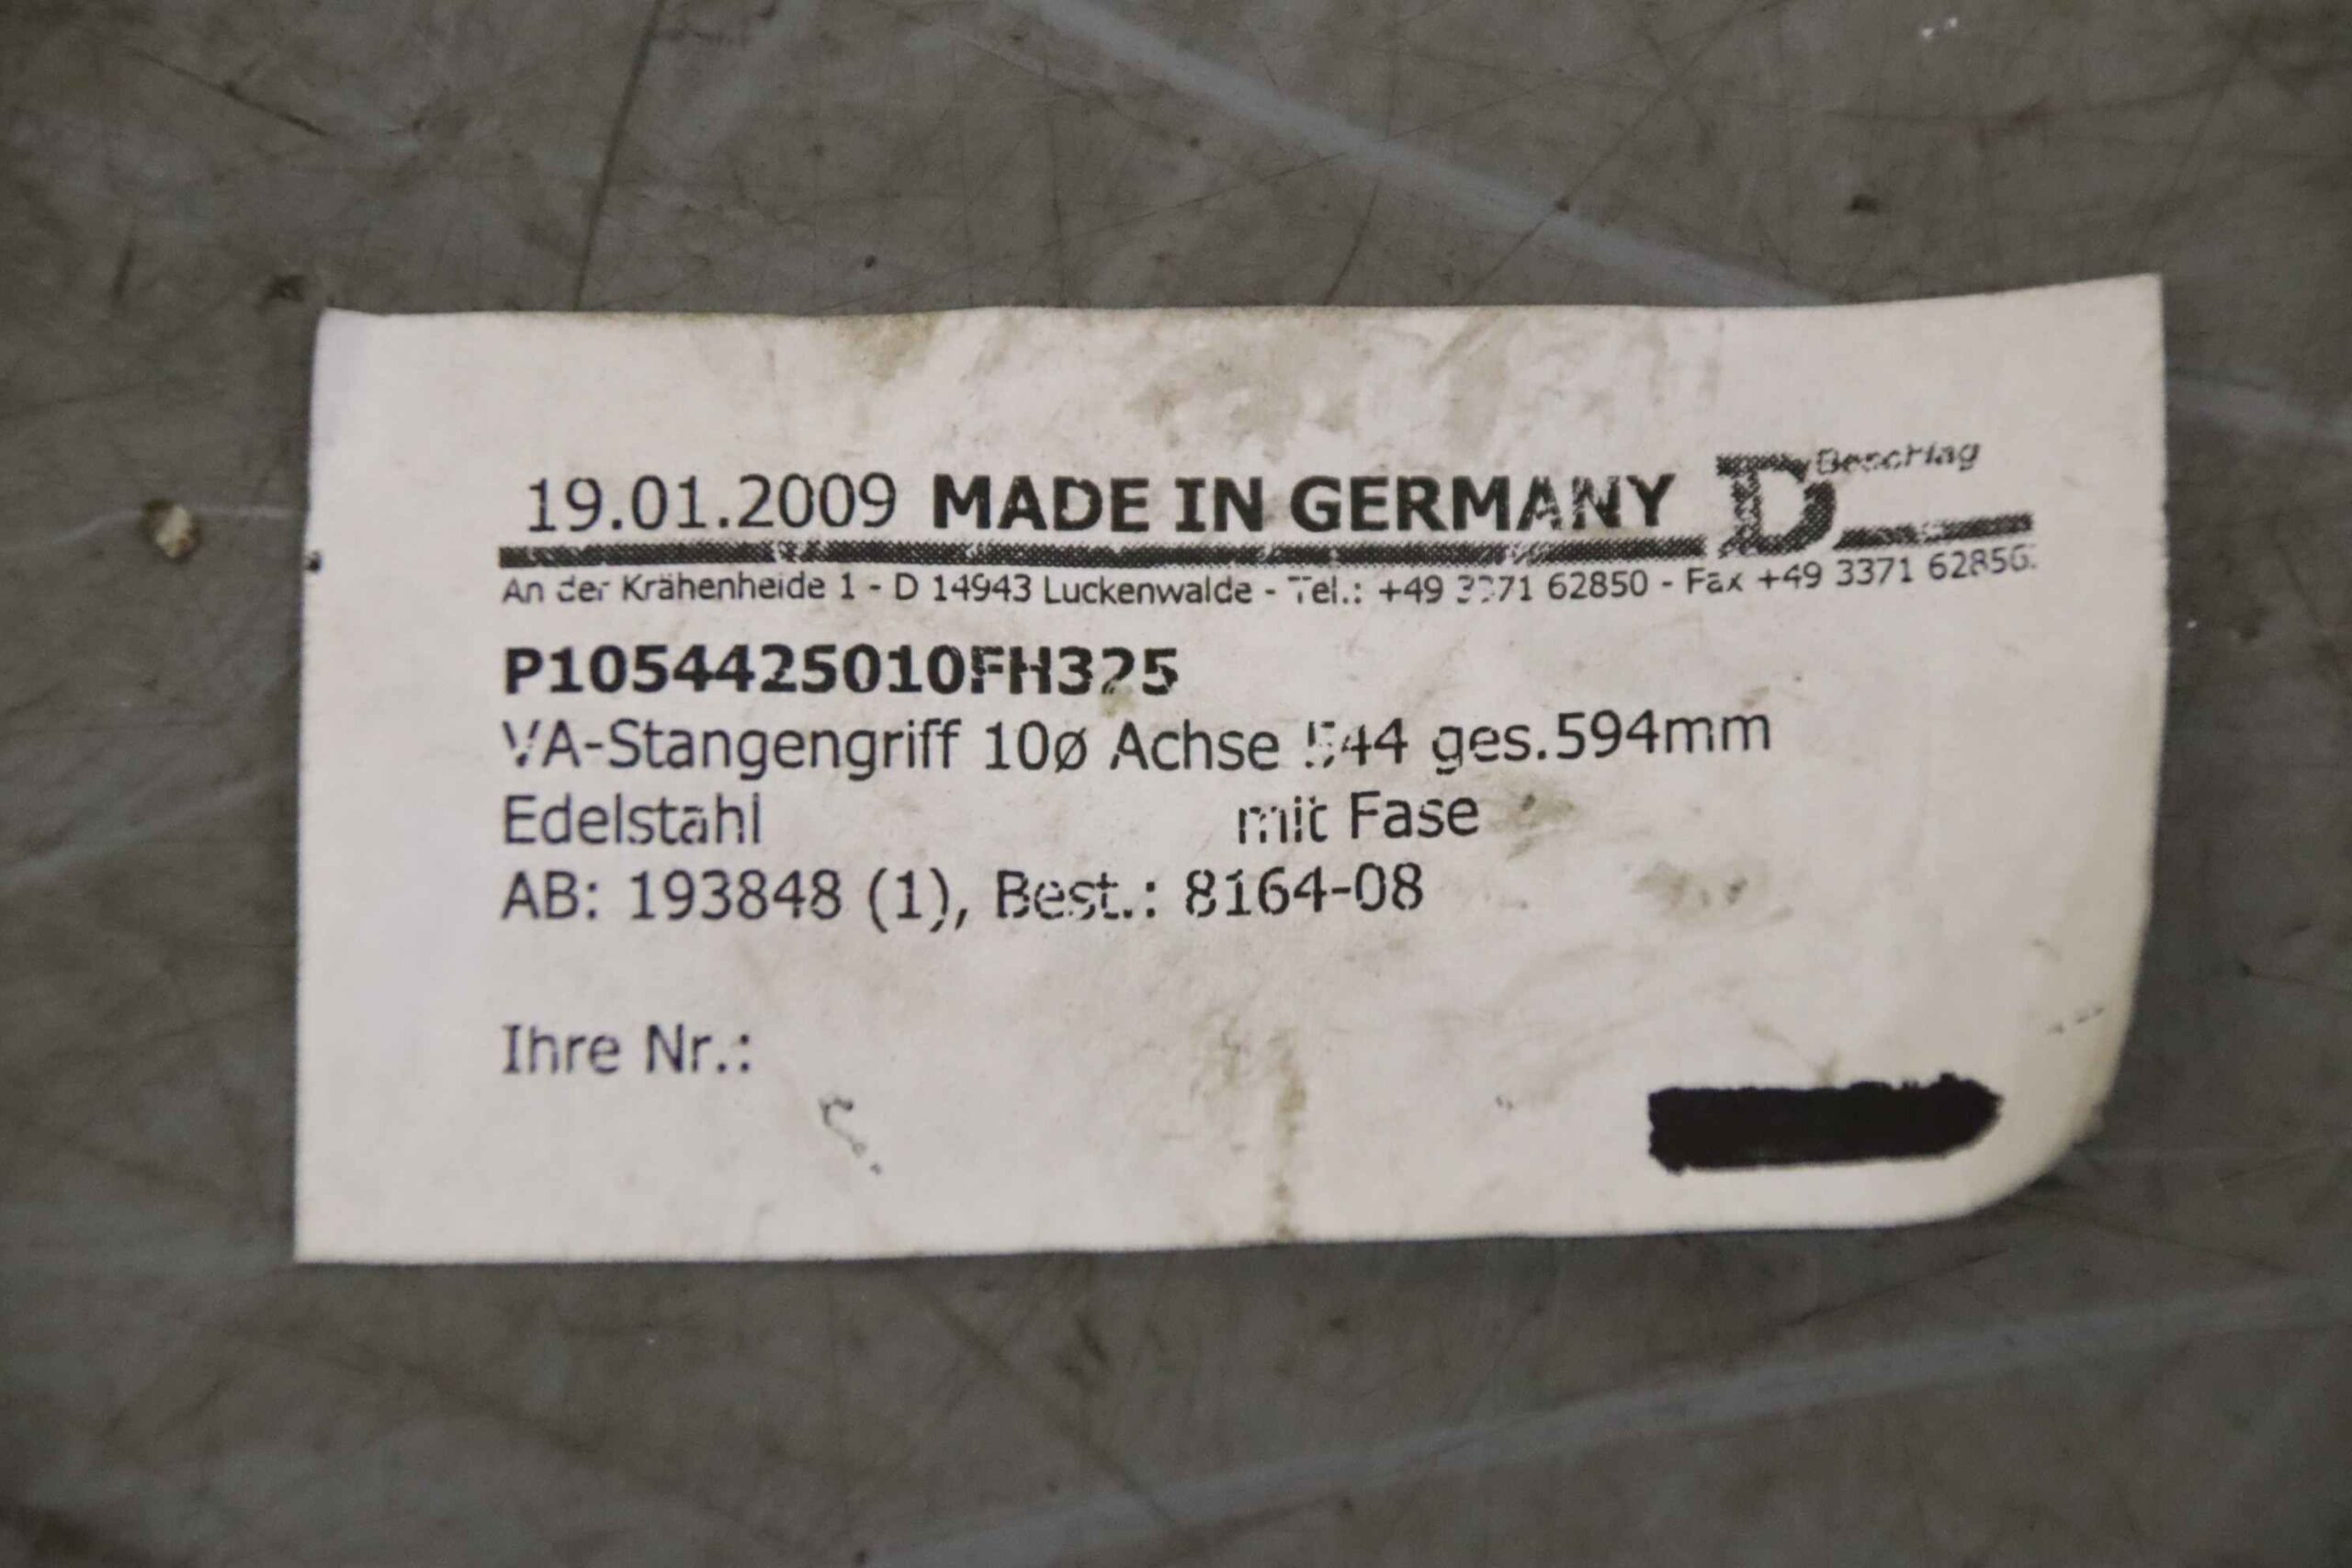 19.01.2009 MADE IN GERMANY D Beschlag
An der Krähenheide 1 - D 14943 Luckenwalde - Tel.: +49 3371 62850 - Fax +49 3371
P1054425010FH325
VA-Stangengriff 10ø Achse 544 ges.594mm
Edelstahl mit Fase
AB: 193848 (1), Best.: 8164-08
Ihre Nr.: